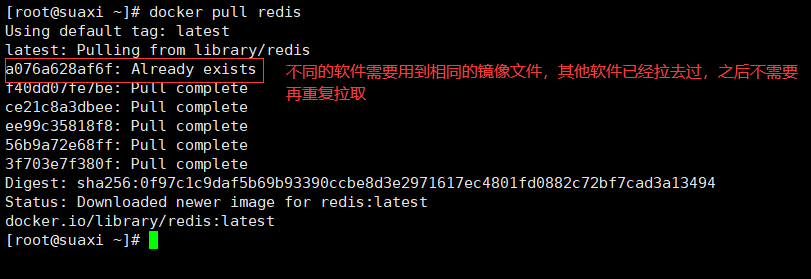 [root@suaxi ~]# docker pull redis
Using default tag: latest
latest: Pulling from library/redis
a076a628af6f: Already exists
不同的软件需要用到相同的镜像文件，其他软件已经拉去过，之后不需要
再重复拉取
f40dd07fe7be: Pull complete
ce21c8a3dbee: Pull complete
ee99c35818f8: Pull complete
56b9a72e68ff: Pull complete
3f703e7f380f: Pull complete
Digest: sha256:0f97c1c9daf5b69b93390ccbe8d3e2971617ec4801fd0882c72bf7cad3a13494
Status: Downloaded newer image for redis:latest
docker.io/library/redis:latest
[root@suaxi ~]#